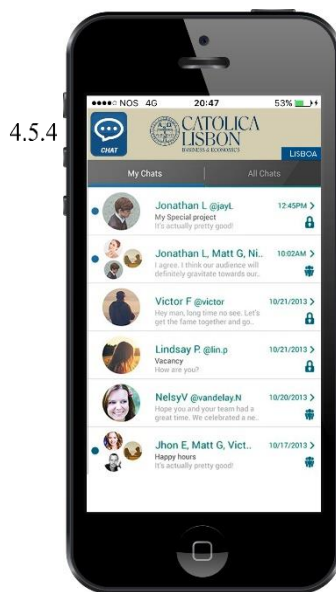 4.5.4
NOS 4G 20:47 53%
CHAT
CATOLICA
LISBON
BUSINESS & ECONOMICS
LISBOA
My Chats All Chats
Jonathan L @jayL 12:45PM >
My Special project
It's actually pretty good!
Jonathan L, Matt G, Ni.. 10:02AM >
I agree. I think our audience will
definitely gravitate towards our.
Victor F @victor 10/21/2013 >
Hey man, long time no see. Let's
get the fame together and go..
Lindsay P. @lin.p 10/21/2013 >
Vacancy
How are you?
NelsyV @vandelay.N 10/20/2013 >
Hope you and your team had a
great time. We celebrated a ne..
Jhon E, Matt G, Vict.. 10/17/2013 >
Happy hours
It's actually pretty good!